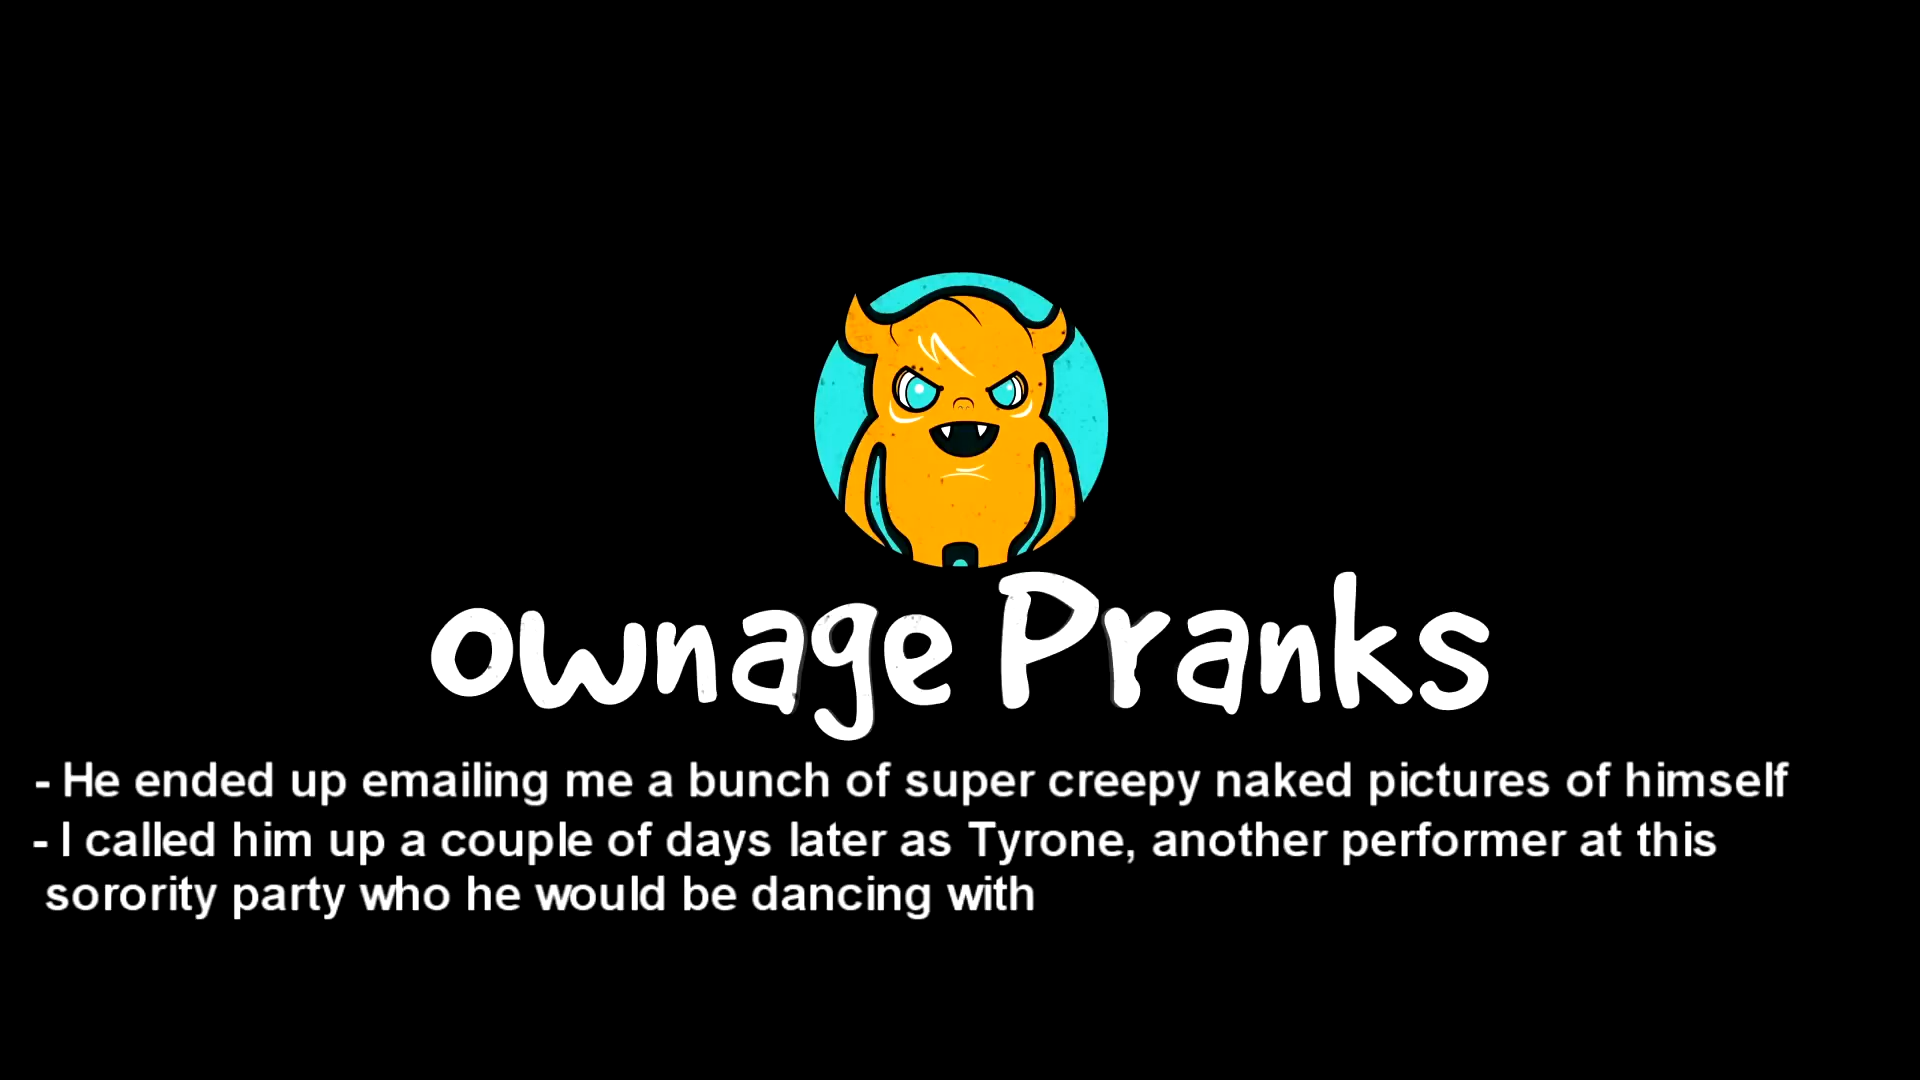 ownage Pranks
- He ended up emailing me a bunch of super creepy naked pictures of himself
- I called him up a couple of days later as Tyrone, another performer at this
sorority party who he would be dancing with